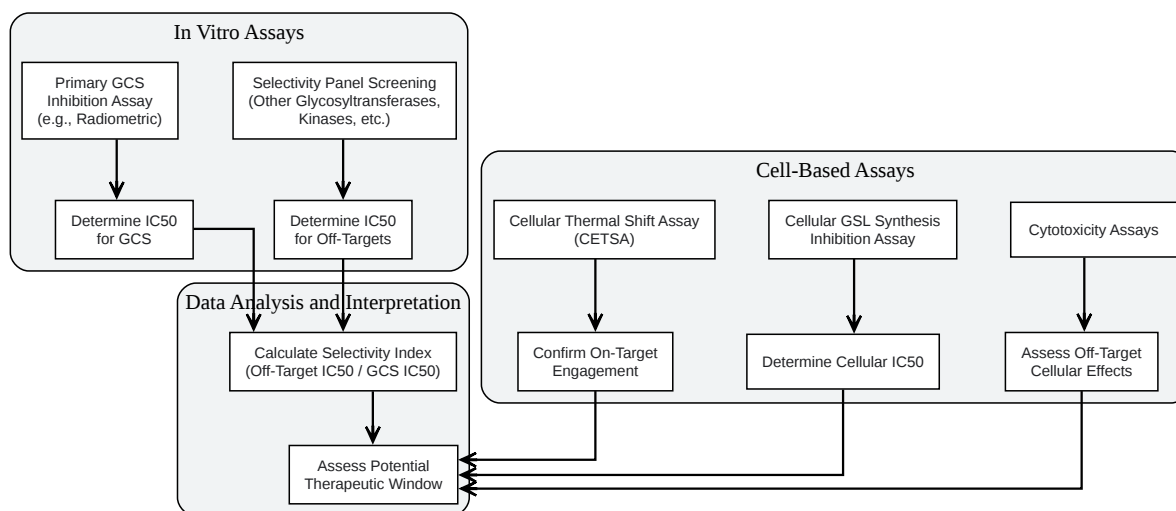 In Vitro Assays
Primary GCS
Inhibition Assay
(e.g., Radiometric)
Selectivity Panel Screening
(Other Glycosyltransferases,
Kinases, etc.)
Determine IC50
for GCS
Determine IC50
for Off-Targets
Cell-Based Assays
Cellular Thermal Shift Assay
(CETSA)
Cellular GSL Synthesis
Inhibition Assay
Cytotoxicity Assays
Confirm On-Target
Engagement
Determine Cellular IC50
Assess Off-Target
Cellular Effects
Data Analysis and Interpretation
Calculate Selectivity Index
(Off-Target IC50 / GCS IC50)
Assess Potential
Therapeutic Window